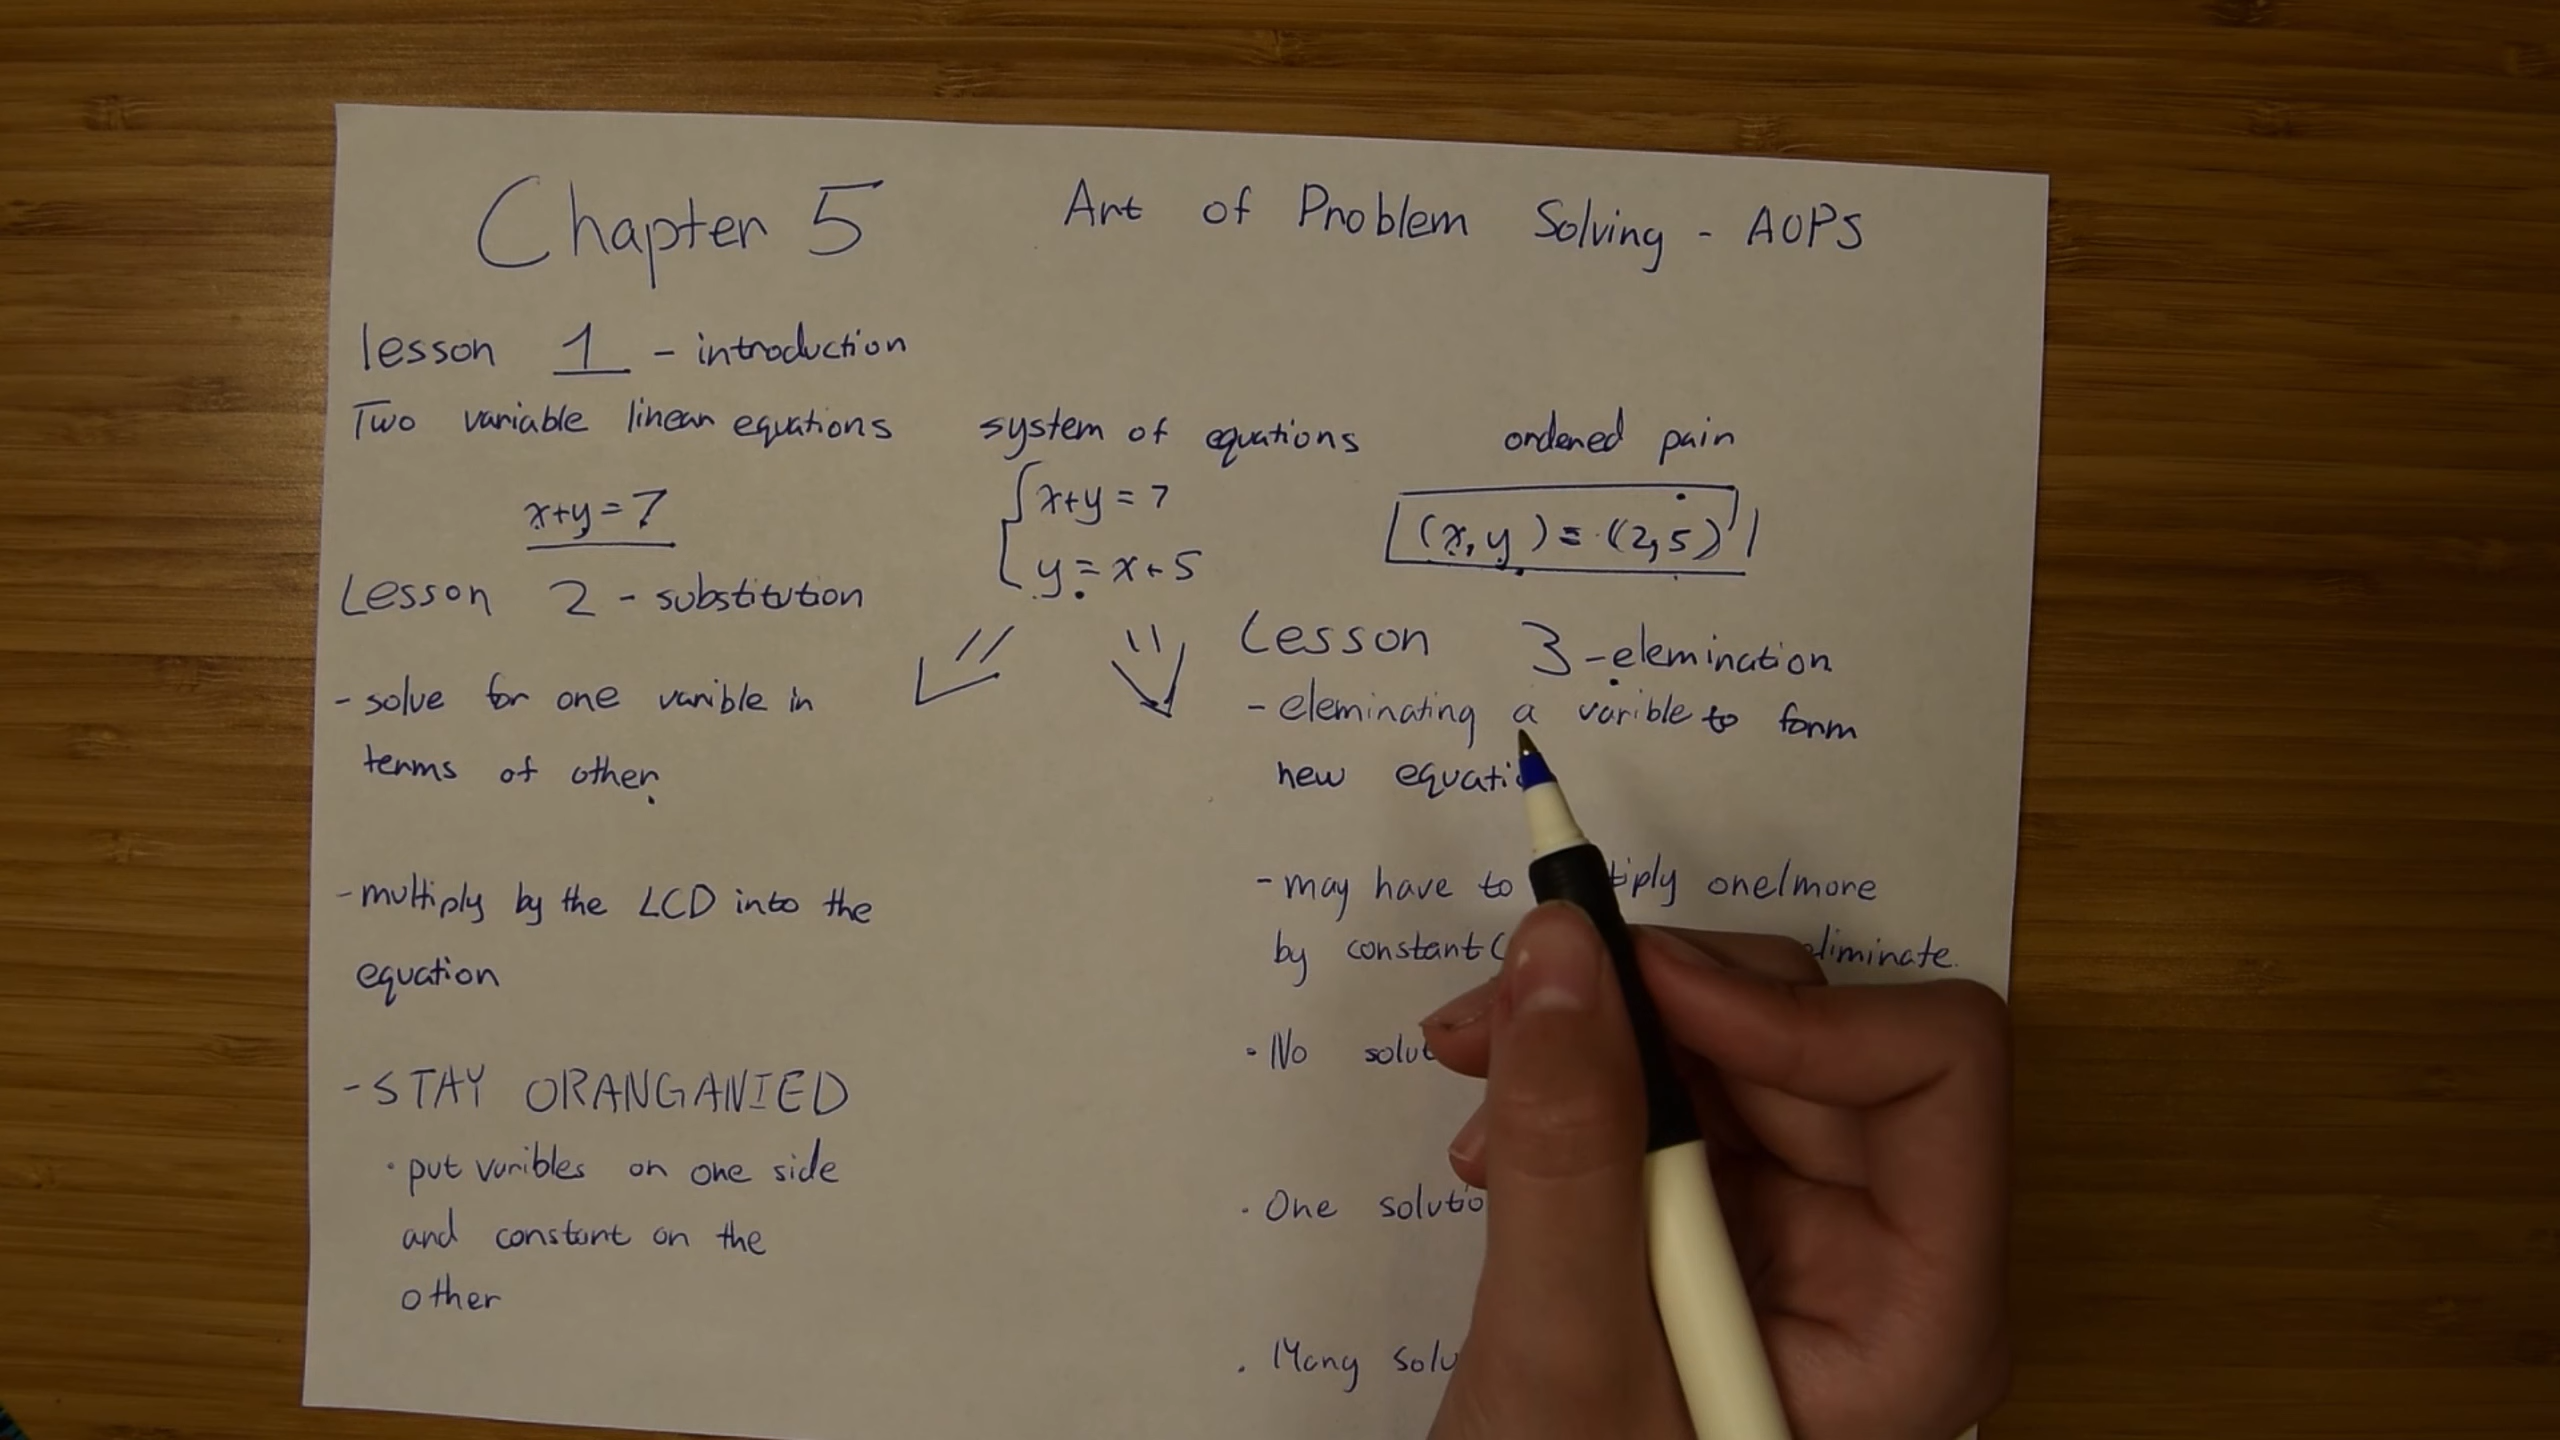 Chapter 5
Art of Problem Solving - AOPS
lesson 1 - introduction
Two variable linear equations
x+y=7
system of equations
x+y=7
y=x+5
ordered pair
(x,y)=(2,5)
Lesson 2 - substitution
- solve for one varible in
terms of other.
- multiply by the LCD into the
equation
- STAY ORANGANIED
· put varibles on one side
and constant on the
other
Lesson 3 - elemination
- eleminating a varible to form
new
- may have to one/more
by constant eliminate.
· No
· One
· Many